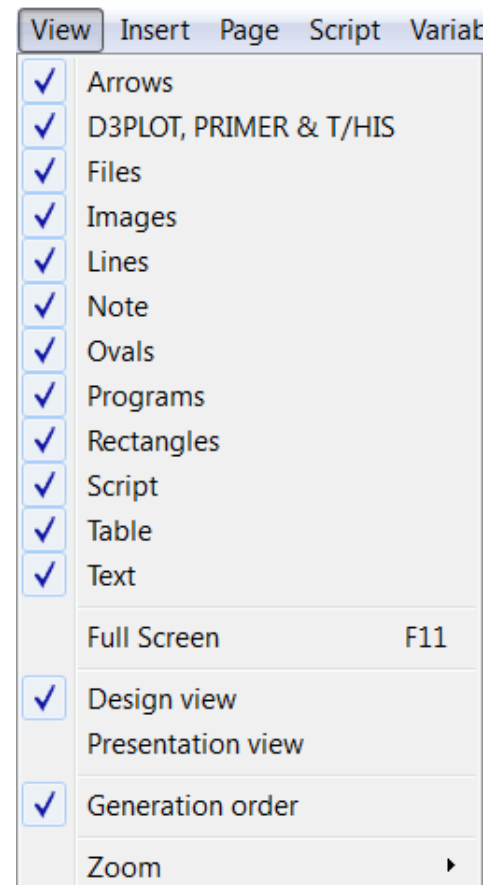 View Insert Page Script Variab
Arrows
D3PLOT, PRIMER & T/HIS
Files
Images
Lines
Note
Ovals
Programs
Rectangles
Script
Table
Text
Full Screen F11
Design view
Presentation view
Generation order
Zoom